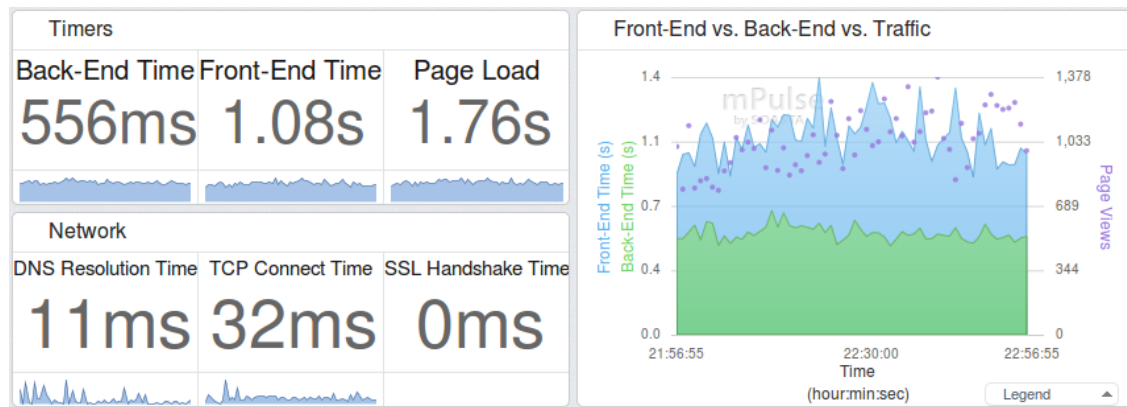 Timers
Back-End Time Front-End Time Page Load
556ms 1.08s 1.76s
Network
DNS Resolution Time TCP Connect Time SSL Handshake Time
11ms 32ms 0ms
Front-End vs. Back-End vs. Traffic
mPulse
by SOASTA
Front-End Time (s)
Back-End Time (s)
1.4
1.1
0.7
0.4
0.0
1,378
1,033
689
344
0
Page Views
21:56:55 22:30:00 22:56:55
Time
(hour:min:sec)
Legend